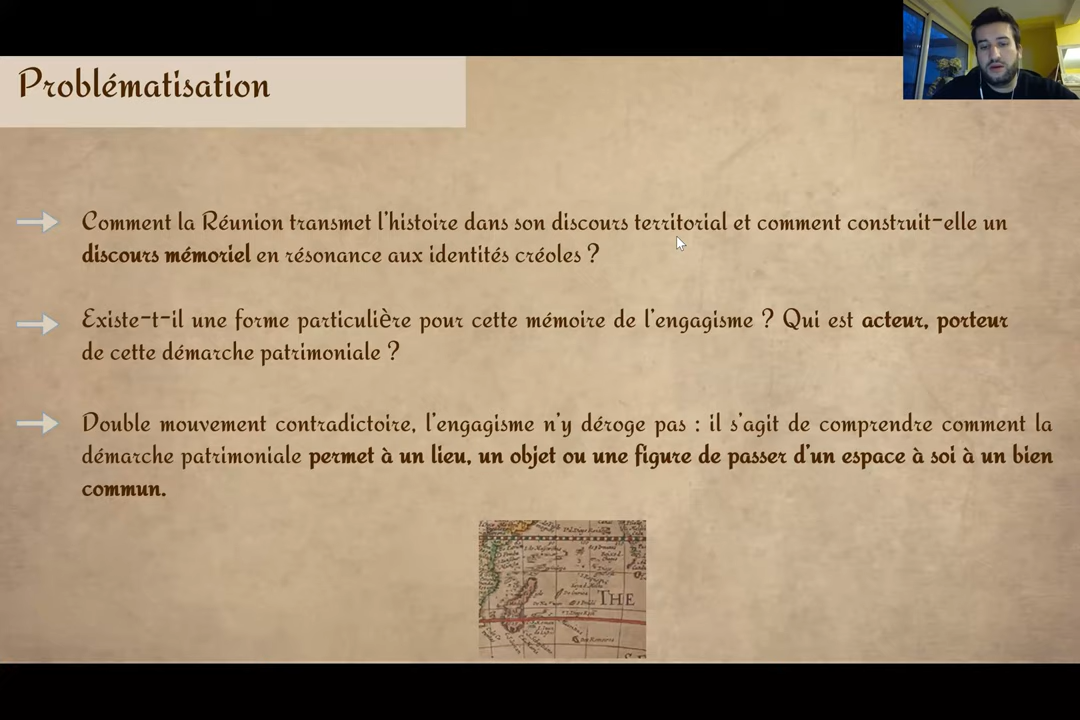 Problématisation
Comment la Réunion transmet l'histoire dans son discours territorial et comment construit-elle un
discours mémoriel en résonance aux identités créoles ?
Existe-t-il une forme particulière pour cette mémoire de l'engagisme ? Qui est acteur, porteur
de cette démarche patrimoniale ?
Double mouvement contradictoire, l'engagisme n'y déroge pas : il s'agit de comprendre comment la
démarche patrimoniale permet à un lieu, un objet ou une figure de passer d'un espace à soi à un bien
commun.
THE